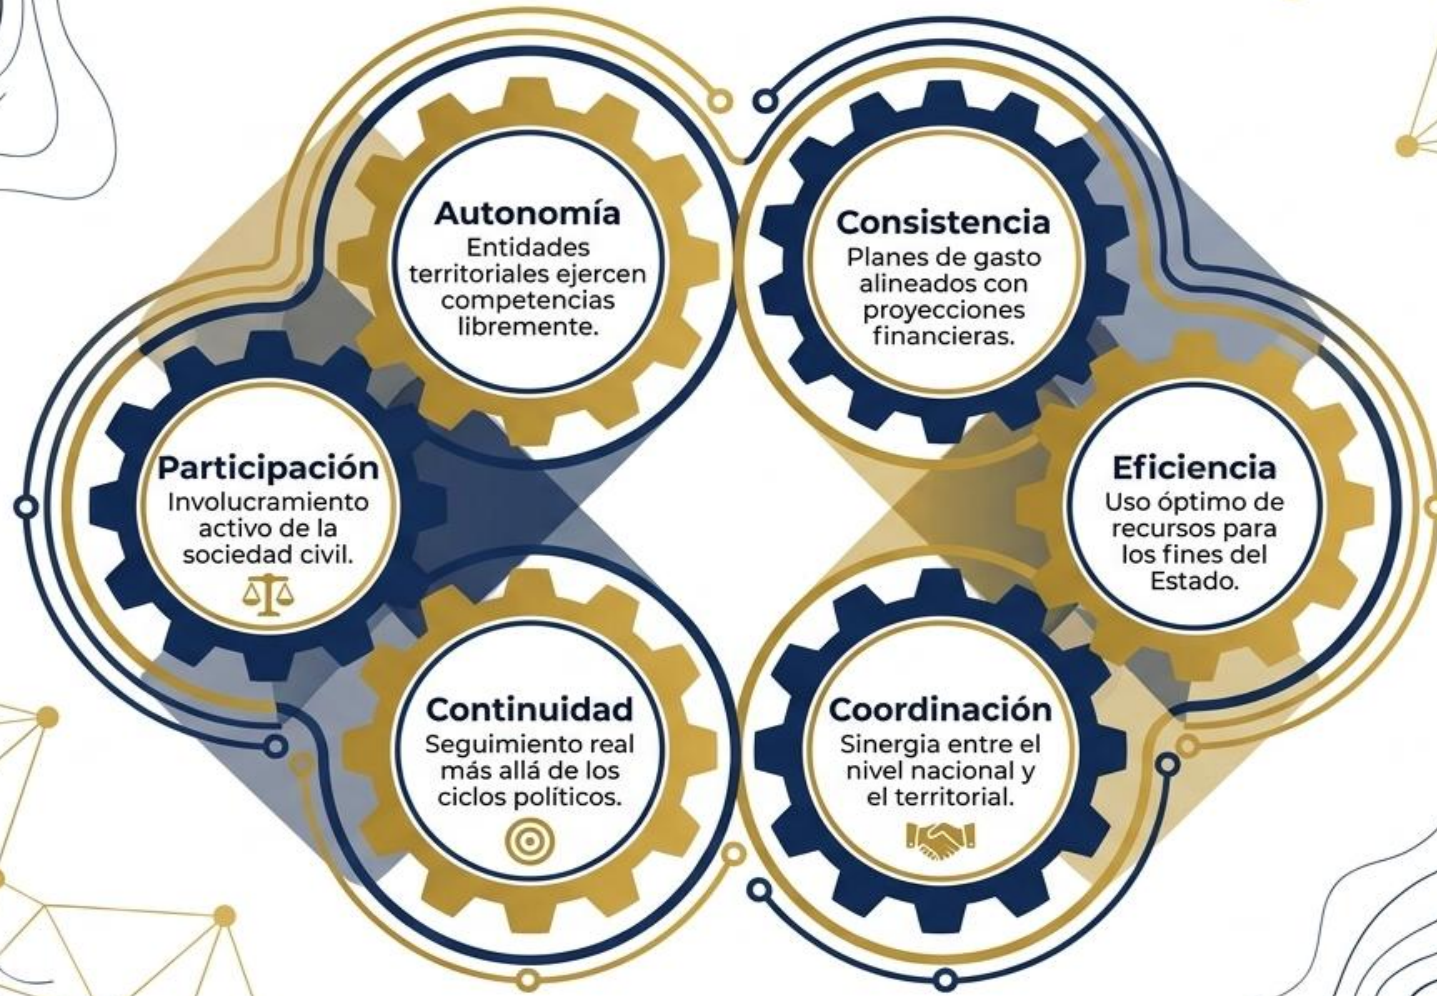 Autonomía
Entidades
territoriales ejercen
competencias
libremente.
Consistencia
Planes de gasto
alineados con
proyecciones
financieras.
Participación
Involucramiento
activo de la
sociedad civil.
Eficiencia
Uso óptimo de
recursos para
los fines del
Estado.
Continuidad
Seguimiento real
más allá de los
ciclos políticos.
Coordinación
Sinergia entre el
nivel nacional y
el territorial.